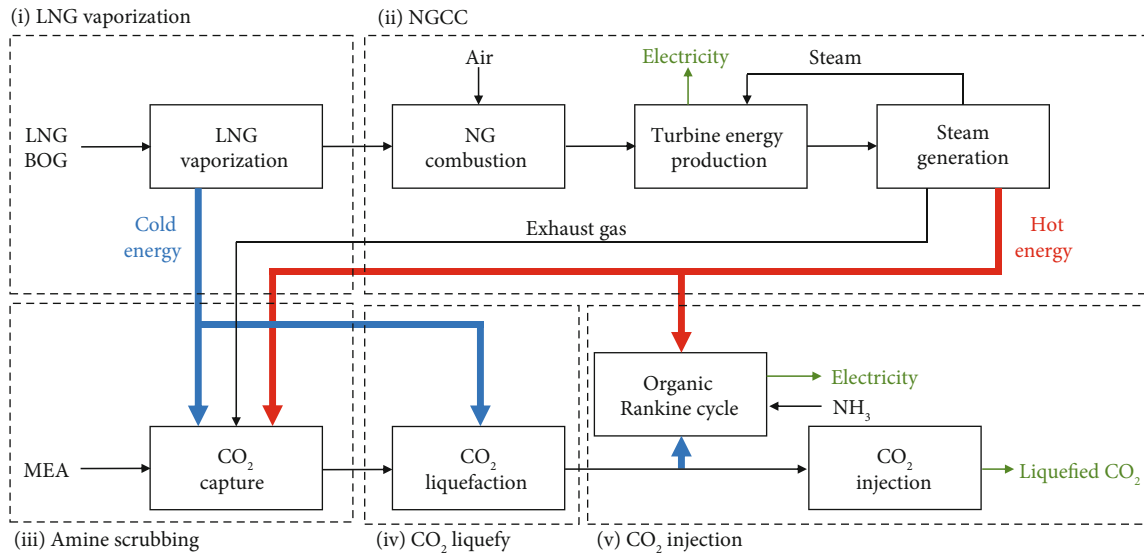 (i) LNG vaporization
(ii) NGCC
Air
Electricity
Steam
LNG
BOG
LNG
vaporization
NG
combustion
Turbine energy
production
Steam
generation
Cold
energy
Exhaust gas
Hot
energy
Organic
Rankine cycle
Electricity
NH₃
MEA
CO₂
capture
CO₂
liquefaction
CO₂
injection
Liquefied CO₂
(iii) Amine scrubbing
(iv) CO₂ liquefy
(v) CO₂ injection